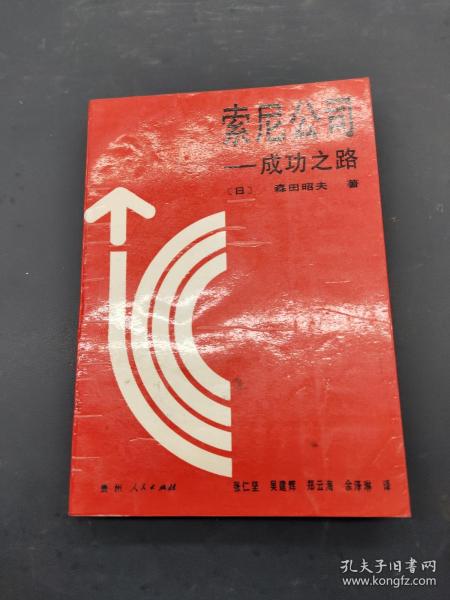 索尼公司
—成功之路
〔日〕 森田昭夫 著
贵州人民出版社
张仁坚 吴建辉 郑云海 余泽琳 译
孔夫子旧书网
www.kongfz.com